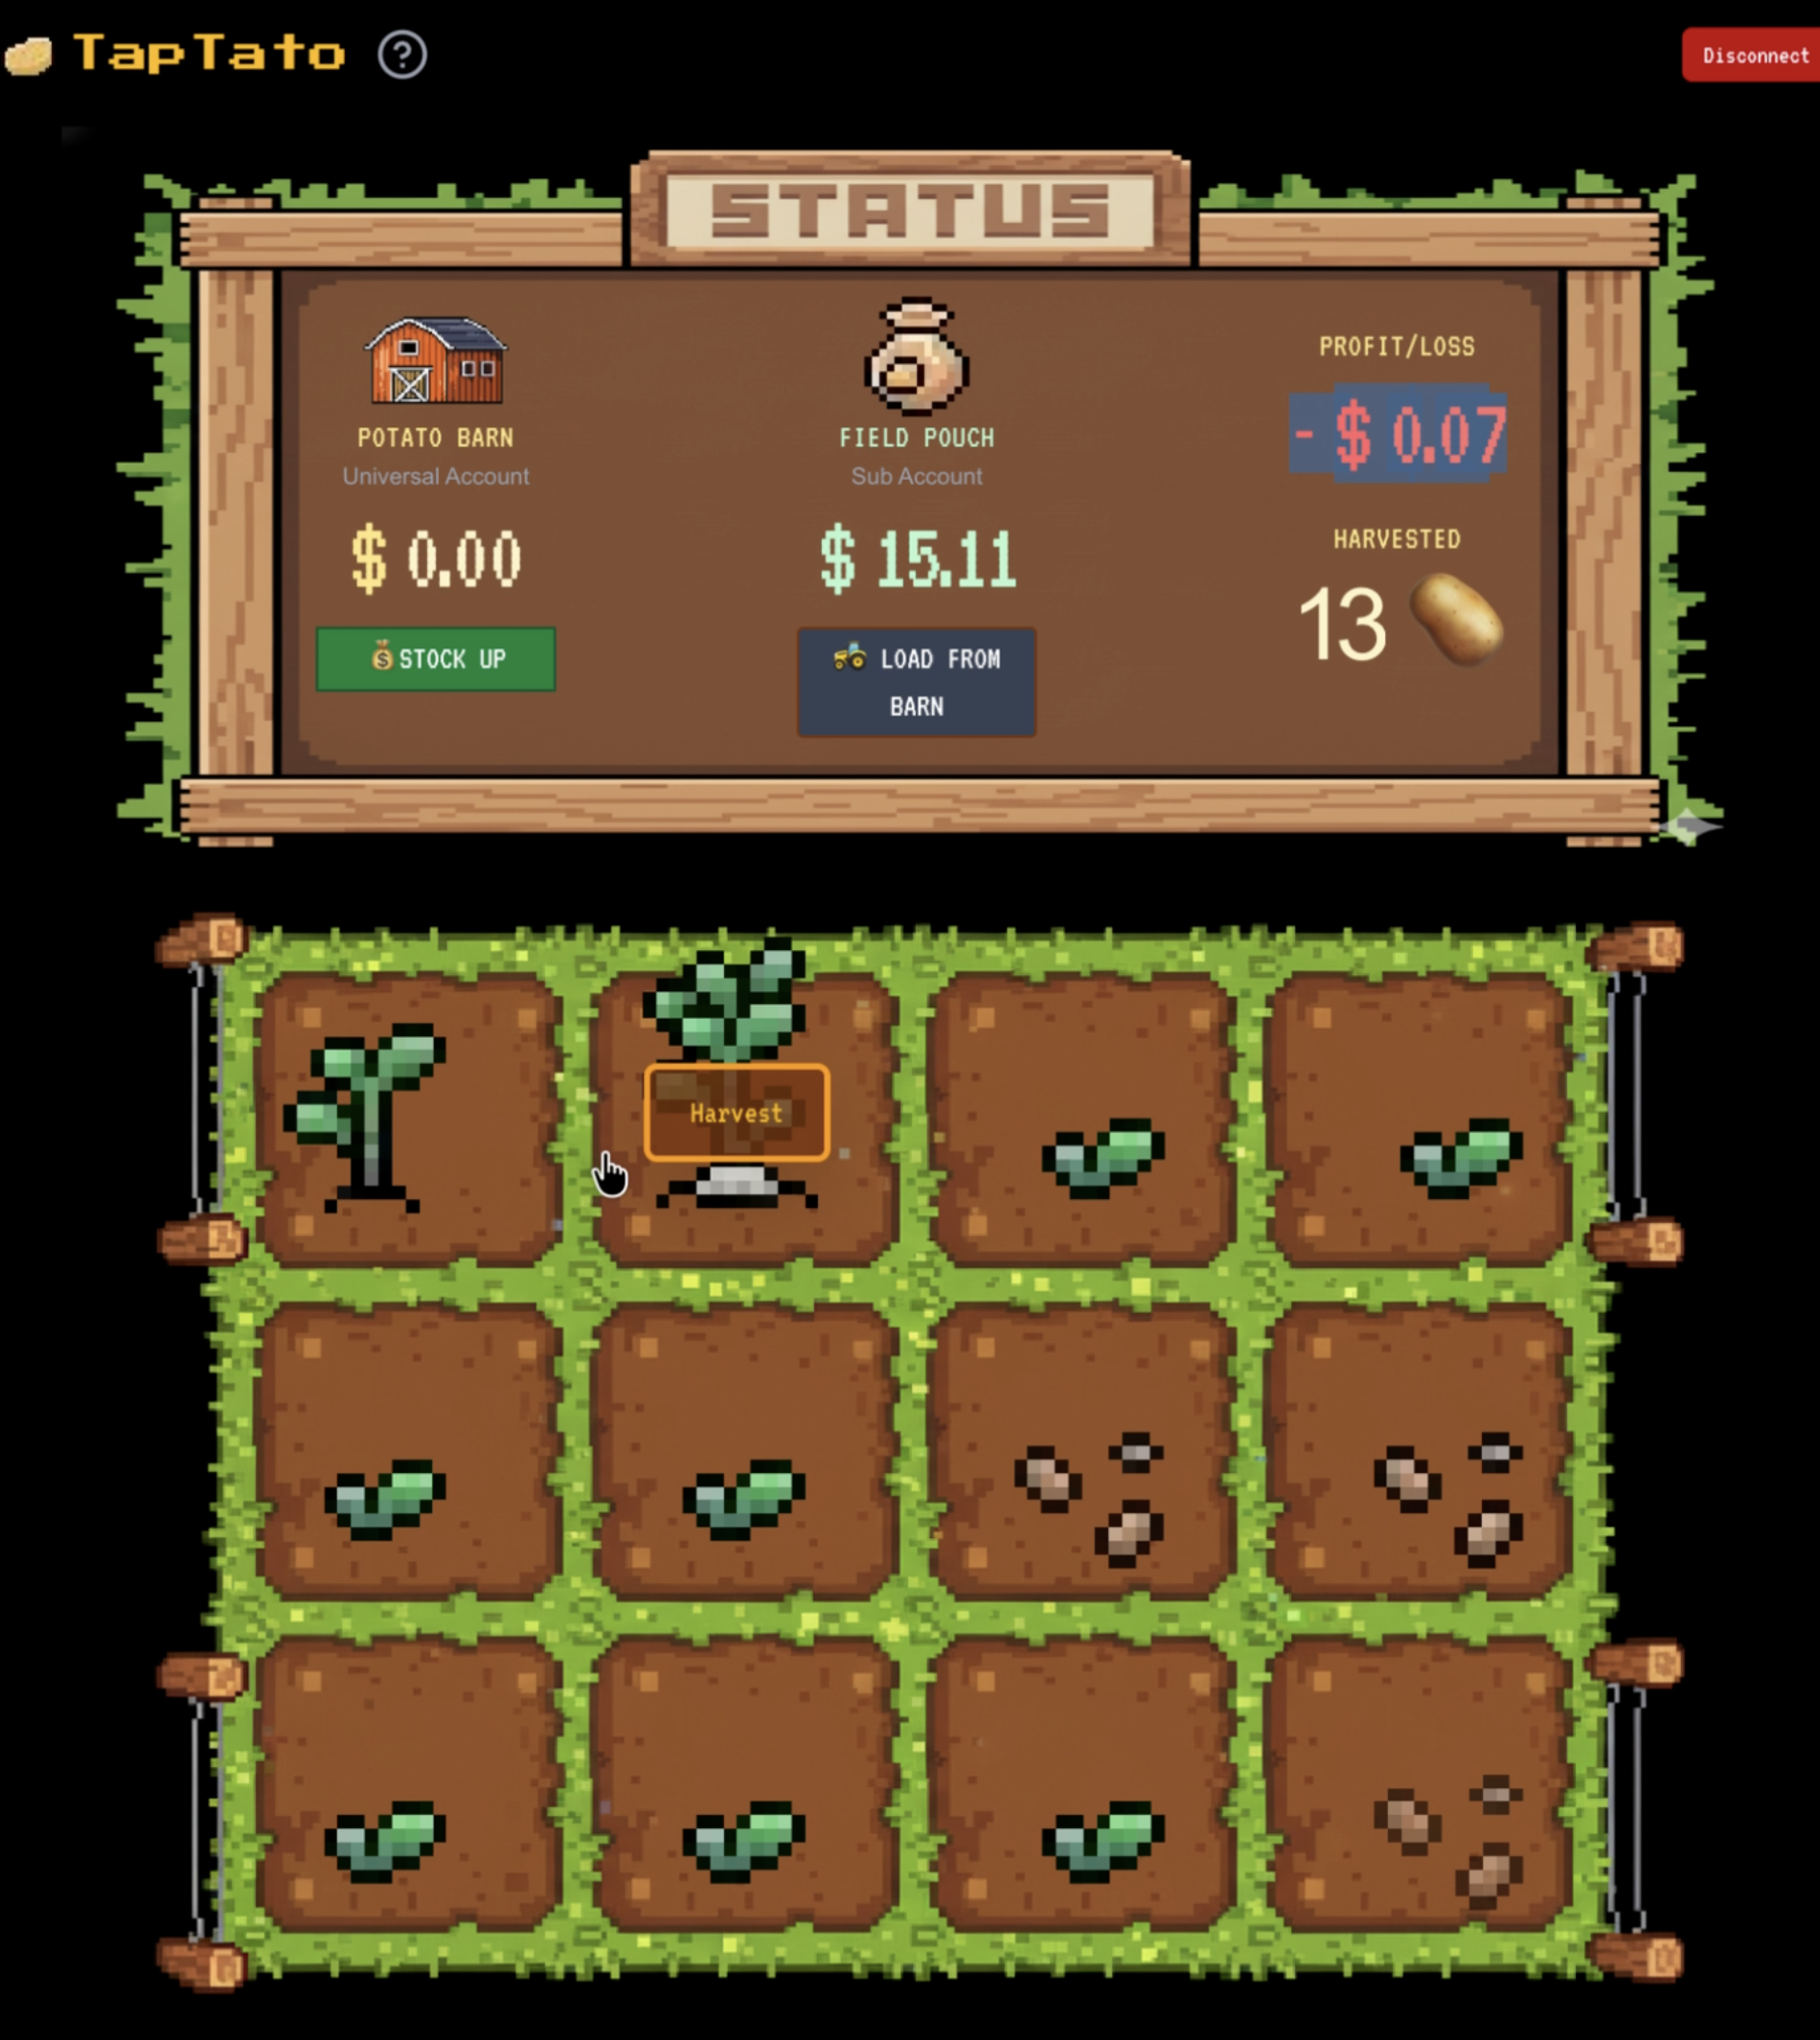 TapTato ?
Disconnect
STATUS
POTATO BARN
Universal Account
$ 0.00
💰STOCK UP
FIELD POUCH
Sub Account
$ 15.11
🚜 LOAD FROM
BARN
PROFIT/LOSS
- $ 0.07
HARVESTED
13
Harvest